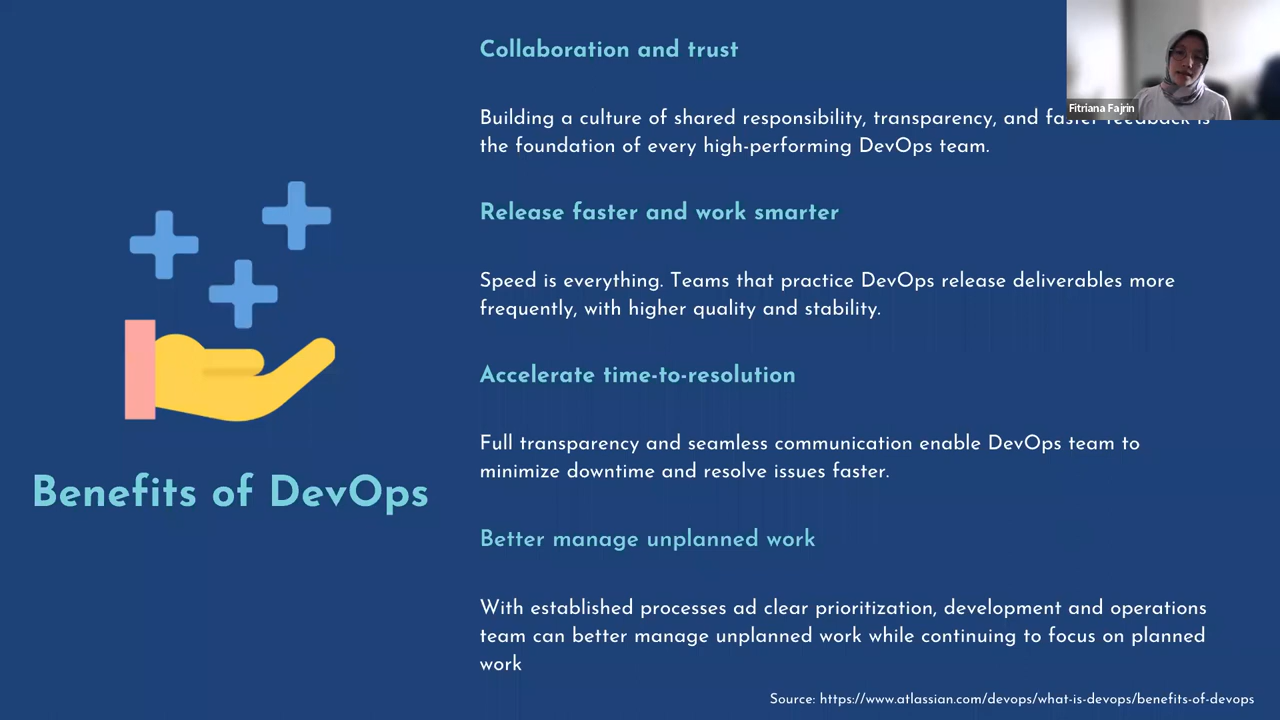 Collaboration and trust
Fitriana Fajrin
Building a culture of shared responsibility, transparency, and faster feedback is
the foundation of every high-performing DevOps team.
Release faster and work smarter
Speed is everything. Teams that practice DevOps release deliverables more
frequently, with higher quality and stability.
Accelerate time-to-resolution
Full transparency and seamless communication enable DevOps team to
minimize downtime and resolve issues faster.
Benefits of DevOps
Better manage unplanned work
With established processes ad clear prioritization, development and operations
team can better manage unplanned work while continuing to focus on planned
work
Source: https://www.atlassian.com/devops/what-is-devops/benefits-of-devops